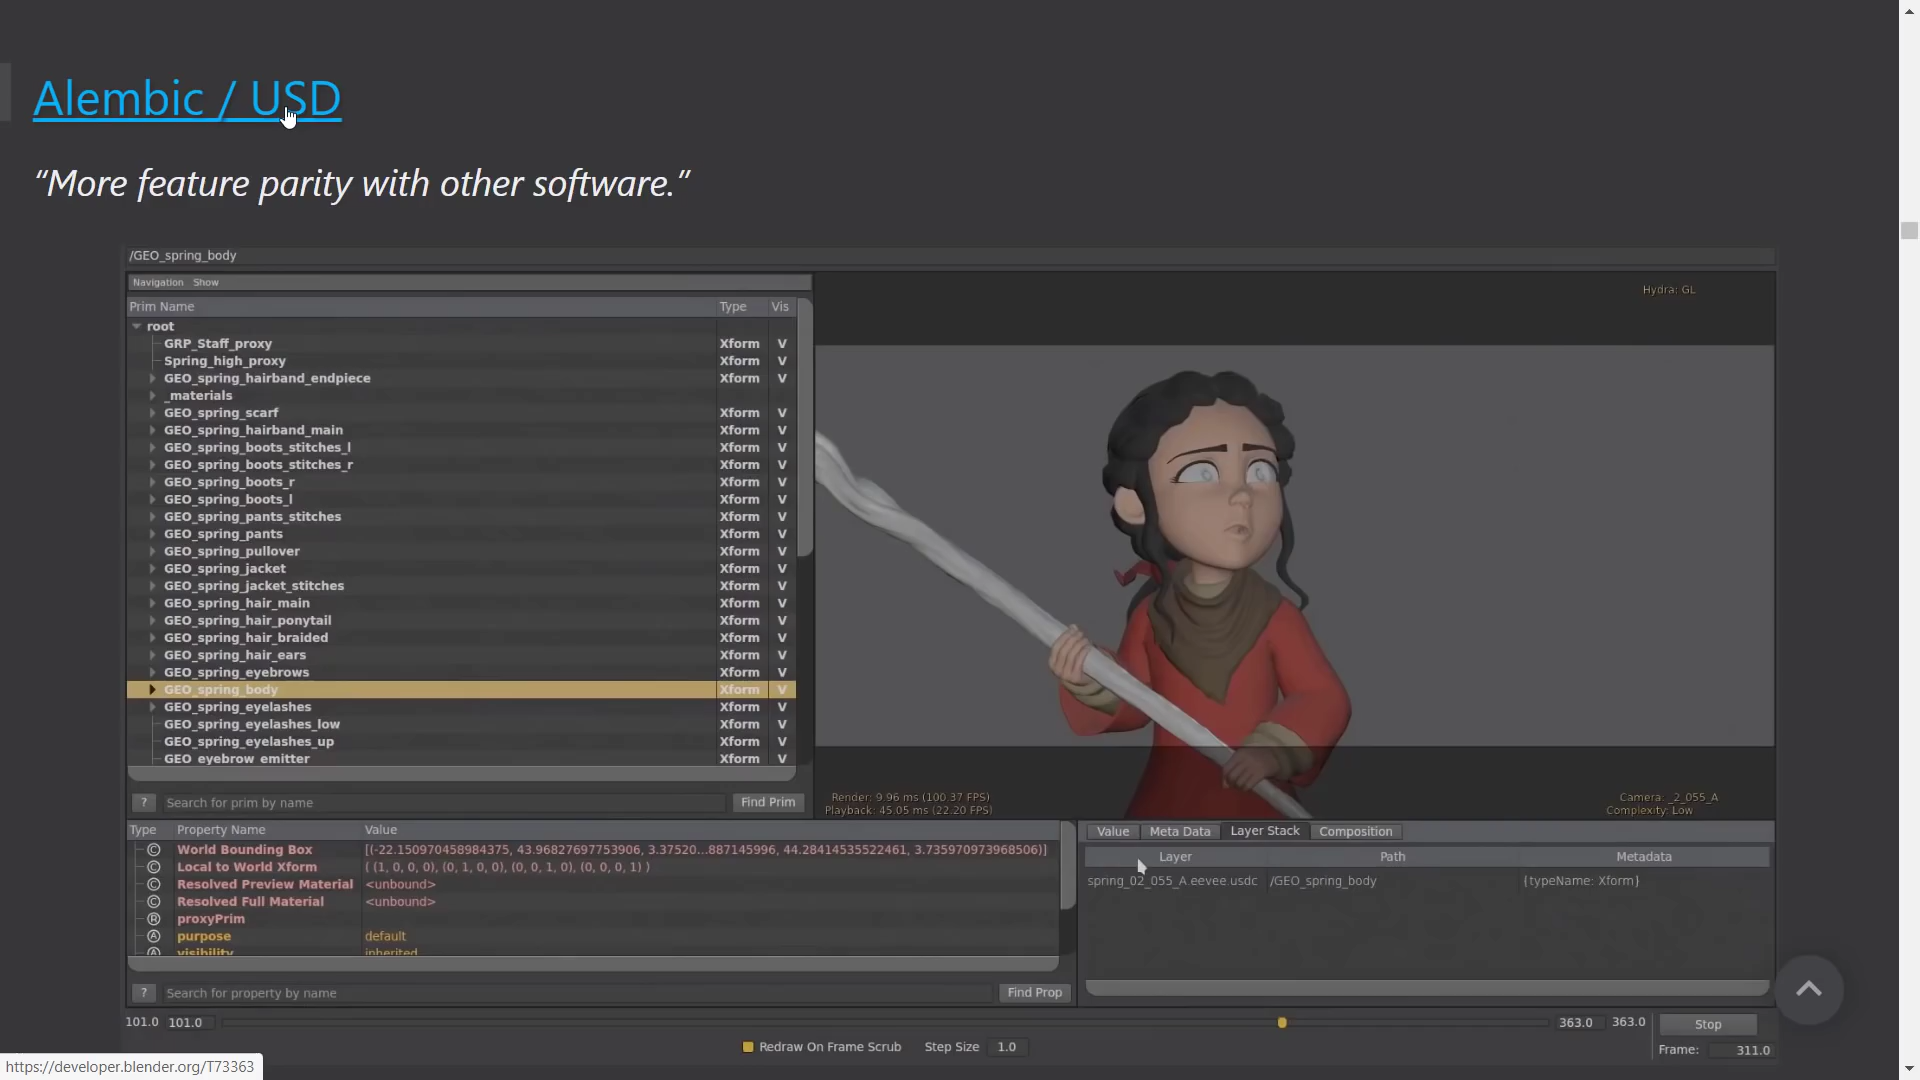 Alembic / USD
“More feature parity with other software.”
/GEO_spring_body
Navigation Show
Prim Name Type Vis
root
GRP_Staff_proxy Xform V
Spring_high_proxy Xform V
GEO_spring_hairband_endpiece Xform V
_materials Xform V
GEO_spring_scarf Xform V
GEO_spring_hairband_main Xform V
GEO_spring_boots_stitches_l Xform V
GEO_spring_boots_stitches_r Xform V
GEO_spring_boots_r Xform V
GEO_spring_boots_l Xform V
GEO_spring_pants_stitches Xform V
GEO_spring_pants Xform V
GEO_spring_pullover Xform V
GEO_spring_jacket Xform V
GEO_spring_jacket_stitches Xform V
GEO_spring_hair_main Xform V
GEO_spring_hair_ponytail Xform V
GEO_spring_hair_braided Xform V
GEO_spring_hair_ears Xform V
GEO_spring_eyebrows Xform V
GEO_spring_body Xform V
GEO_spring_eyelashes Xform V
GEO_spring_eyelashes_low Xform V
GEO_spring_eyelashes_up Xform V
GEO_eyebrow_emitter Xform V
? Search for prim by name Find Prim
Hydra: GL
Render: 9.96 ms (100.37 FPS)
Playback: 45.05 ms (22.20 FPS)
Camera: _2_055_A
Complexity: Low
Type Property Name Value
C World Bounding Box [(-22.150970458984375, 43.96827697753906, 3.37520...887145996, 44.28414535522461, 3.735970973968506)]
C Local to World Xform ( (1, 0, 0, 0), (0, 1, 0, 0), (0, 0, 1, 0), (0, 0, 0, 1) )
C Resolved Preview Material <unbound>
C Resolved Full Material <unbound>
R proxyPrim
A purpose default
A visibility inherited
? Search for property by name Find Prop
Value Meta Data Layer Stack Composition
Layer Path Metadata
spring_02_055_A.eevee.usdc /GEO_spring_body {typeName: Xform}
101.0 101.0 363.0 363.0 Stop
Redraw On Frame Scrub Step Size 1.0 Frame: 311.0
https://developer.blender.org/T73363